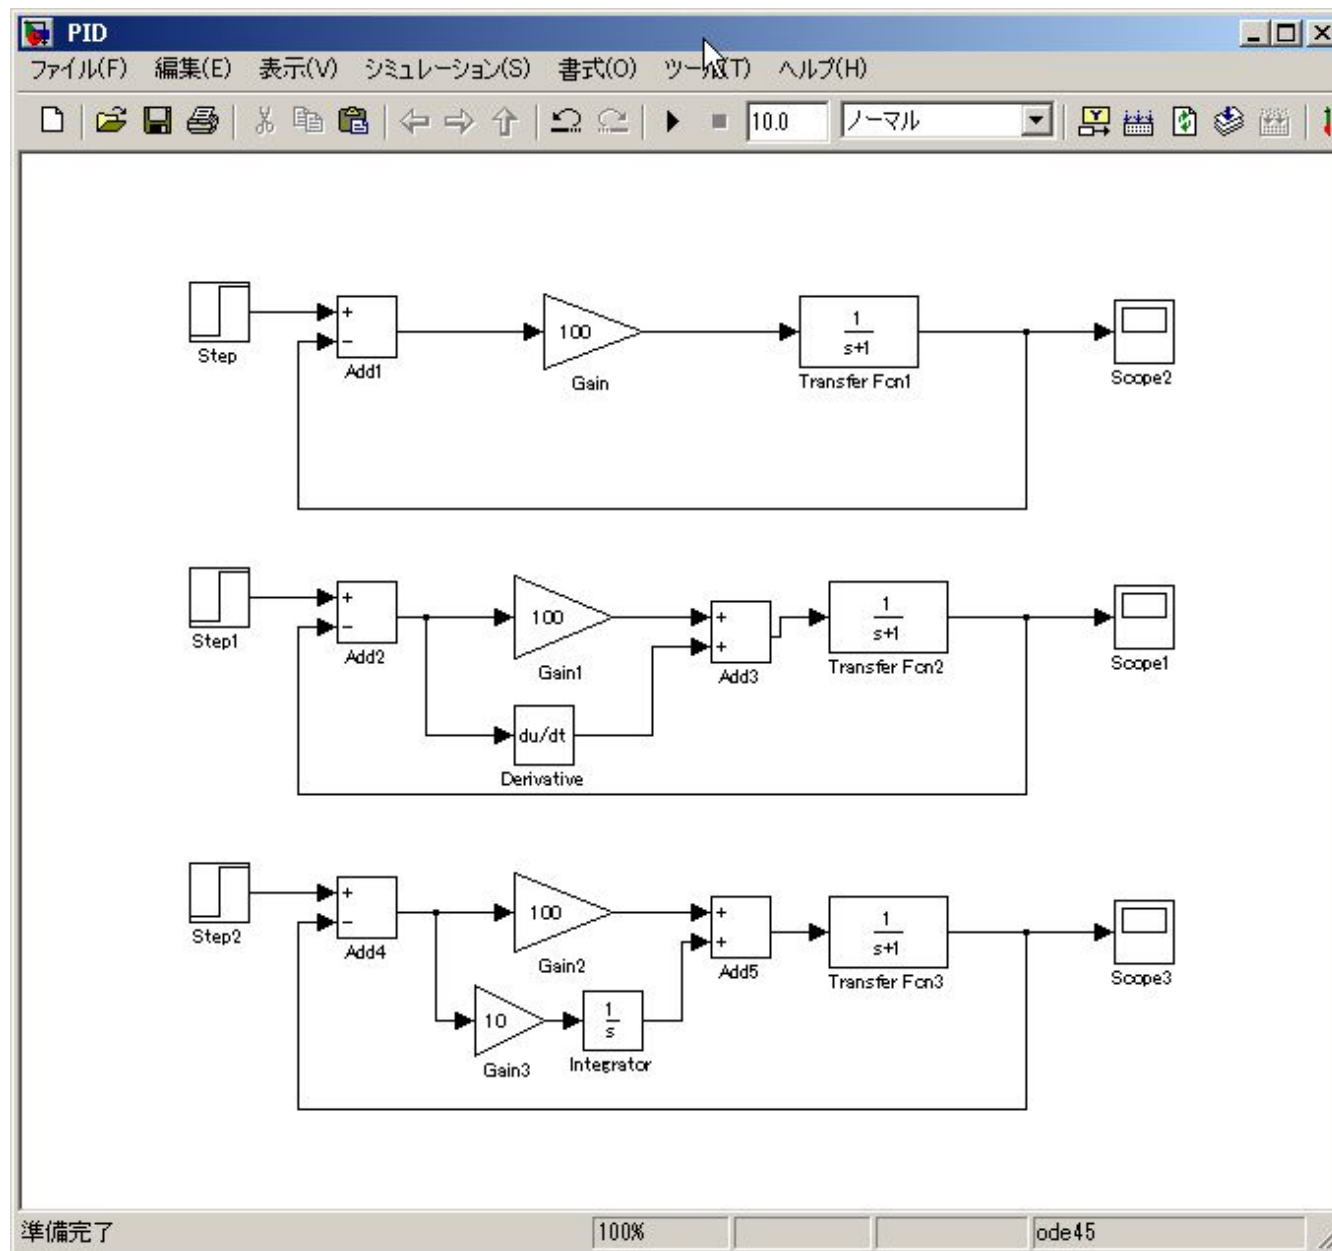 PID
ファイル(F) 編集(E) 表示(V) シミュレーション(S) 書式(O) ツール(T) ヘルプ(H)
10.0 ノーマル
Step
+
−
Add1
100
Gain
1
s+1
Transfer Fcn1
Scope2
Step1
+
−
Add2
100
Gain1
du/dt
Derivative
+
+
Add3
1
s+1
Transfer Fcn2
Scope1
Step2
+
−
Add4
100
Gain2
10
Gain3
1
s
Integrator
+
+
Add5
1
s+1
Transfer Fcn3
Scope3
準備完了 100% ode45